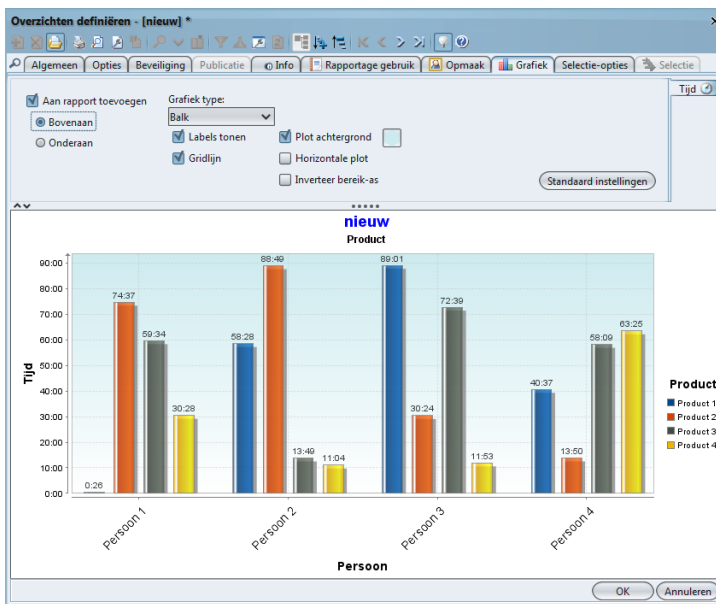 Overzichten definiëren - [nieuw] *
Algemeen Opties Beveiliging Publicatie Info Rapportage gebruik Opmaak Grafiek Selectie-opties Selectie
Aan rapport toevoegen
Bovenaan
Onderaan
Grafiek type:
Balk
Labels tonen
Gridlijn
Plot achtergrond
Horizontale plot
Inverteer bereik-as
Standaard instellingen
Tijd
nieuw
Product
Tijd
90:00
80:00
70:00
60:00
50:00
40:00
30:00
20:00
10:00
0:00
0:26 74:37 59:34 30:28
58:28 88:49 13:49 11:04
89:01 30:24 72:39 11:53
40:37 13:50 58:09 63:25
Persoon 1 Persoon 2 Persoon 3 Persoon 4
Persoon
Product
Product 1
Product 2
Product 3
Product 4
OK Annuleren